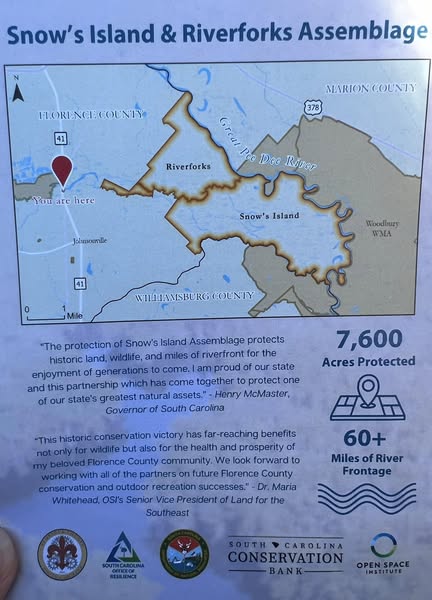 Snow's Island & Riverforks Assemblage
N
MARION COUNTY
378
FLORENCE COUNTY
41
Great Pee Dee River
Riverforks
You are here
Snow's Island
Woodbury
WMA
Johnsonville
41
WILLIAMSBURG COUNTY
0 1
Mile
"The protection of Snow's Island Assemblage protects
historic land, wildlife, and miles of riverfront for the
enjoyment of generations to come. I am proud of our state
and this partnership which has come together to protect one
of our state's greatest natural assets." - Henry McMaster,
Governor of South Carolina
"This historic conservation victory has far-reaching benefits
not only for wildlife but also for the health and prosperity of
my beloved Florence County community. We look forward to
working with all of the partners on future Florence County
conservation and outdoor recreation successes." - Dr. Maria
Whitehead, OSI's Senior Vice President of Land for the
Southeast
7,600
Acres Protected
60+
Miles of River
Frontage
SOUTH CAROLINA
OFFICE OF
RESILIENCE
SOUTH CAROLINA
CONSERVATION
BANK
OPEN SPACE
INSTITUTE